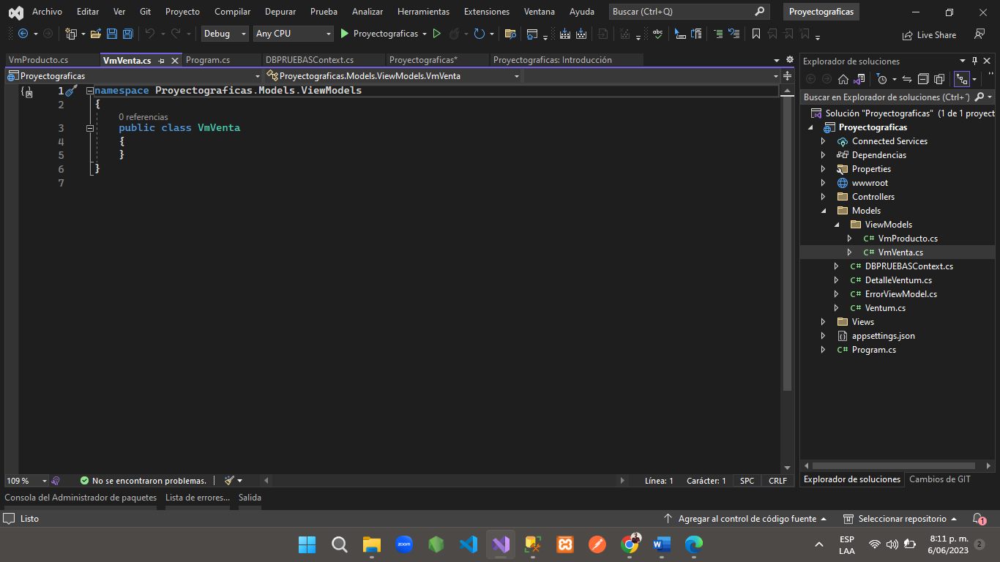 Archivo Editar Ver Git Proyecto Compilar Depurar Prueba Analizar Herramientas Extensiones Ventana Ayuda Buscar (Ctrl+Q) Proyectograficas
Debug Any CPU Proyectograficas Live Share
VmProducto.cs VmVenta.cs Program.cs DBPRUEBASContext.cs Proyectograficas* Proyectograficas: Introducción
Proyectograficas Proyectograficas.Models.ViewModels.VmVenta
1 namespace Proyectograficas.Models.ViewModels
2 {
0 referencias
3 public class VmVenta
4 {
5 }
6 }
7
109 % No se encontraron problemas. Línea: 1 Carácter: 1 SPC CRLF
Consola del Administrador de paquetes Lista de errores... Salida
Explorador de soluciones
Buscar en Explorador de soluciones (Ctrl+´)
Solución "Proyectograficas" (1 de 1 proyect
Proyectograficas
Connected Services
Dependencias
Properties
wwwroot
Controllers
Models
ViewModels
C# VmProducto.cs
C# VmVenta.cs
C# DBPRUEBASContext.cs
C# DetalleVentum.cs
C# ErrorViewModel.cs
C# Ventum.cs
Views
appsettings.json
C# Program.cs
Explorador de soluciones Cambios de GIT
Listo Agregar al control de código fuente Seleccionar repositorio 1
zoom
ESP
LAA
8:11 p. m.
6/06/2023
2